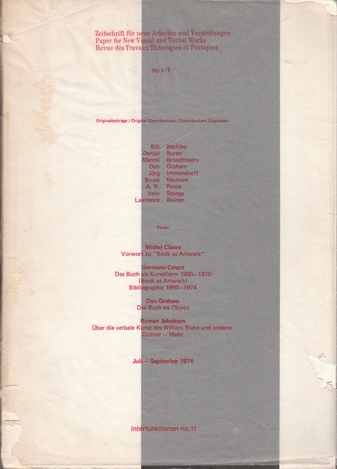 Zeitschrift für neue Arbeiten und Vorstellungen
Paper for New Visual and Verbal Works
Revue des Travaux Théoriques et Pratiques
no.1/1
Originalbeiträge / Original Contributions / Contributions Originales:
Bill Beckley
Daniel Buren
Marcel Broodthaers
Dan Graham
Jörg Immendorff
Bruce Nauman
A. R. Penck
Italo Scanga
Lawrence Weiner
Texte:
Michel Claura
Vorwort zu "Book as Artwork"
Germano Celant
Das Buch als Kunstform 1960–1970
(Book as Artwork)
Bibliographie 1960–1974
Dan Graham
Das Buch als Objekt
Roman Jakobson
Über die verbale Kunst des William Blake und anderer
Dichter – Maler
Juli – September 1974
interfunktionen no.11